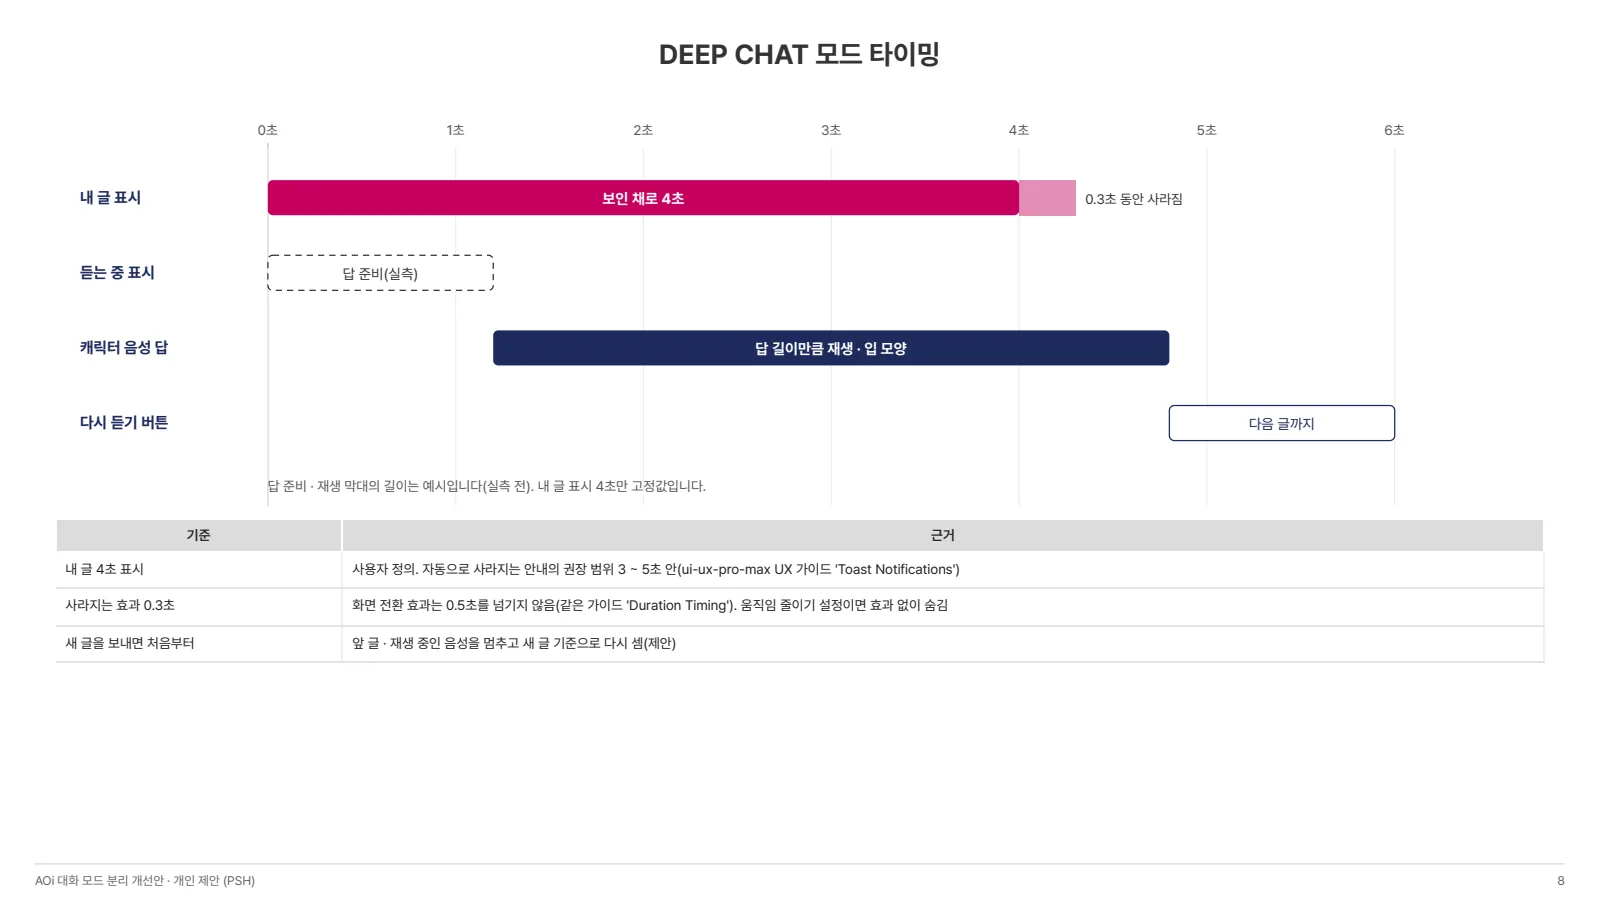 DEEP CHAT 모드 타이밍
0초 1초 2초 3초 4초 5초 6초
내 글 표시 보인 채로 4초 0.3초 동안 사라짐
듣는 중 표시 답 준비(실측)
캐릭터 음성 답 답 길이만큼 재생 · 입 모양
다시 듣기 버튼 다음 글까지
답 준비 · 재생 막대의 길이는 예시입니다(실측 전). 내 글 표시 4초만 고정값입니다.
기준 근거
내 글 4초 표시 사용자 정의. 자동으로 사라지는 안내의 권장 범위 3 ~ 5초 안(ui-ux-pro-max UX 가이드 'Toast Notifications')
사라지는 효과 0.3초 화면 전환 효과는 0.5초를 넘기지 않음(같은 가이드 'Duration Timing'). 움직임 줄이기 설정이면 효과 없이 숨김
새 글을 보내면 처음부터 앞 글 · 재생 중인 음성을 멈추고 새 글 기준으로 다시 셈(제안)
AOi 대화 모드 분리 개선안 · 개인 제안 (PSH) 8